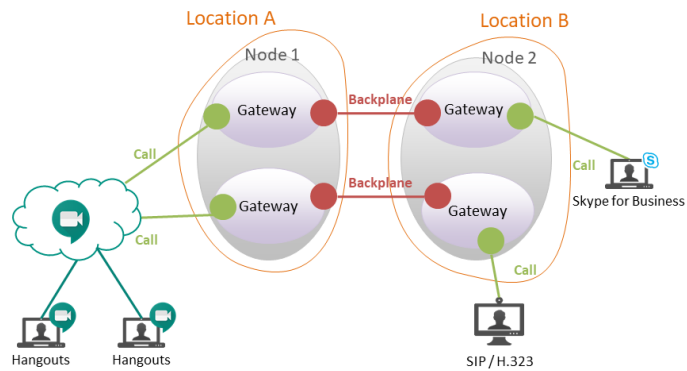 Location A
Location B
Node 1
Node 2
Gateway
Backplane
Gateway
Call
Call
Skype for Business
Gateway
Backplane
Gateway
Call
Call
Hangouts
Hangouts
SIP / H.323